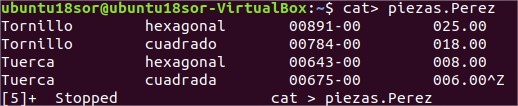 ubuntu18sor@ubuntu18sor-VirtualBox:~$ cat> piezas.Perez
Tornillo hexagonal 00891-00 025.00
Tornillo cuadrado 00784-00 018.00
Tuerca hexagonal 00643-00 008.00
Tuerca cuadrado 00675-00 006.00^Z
[5]+ Stopped cat > piezas.Perez